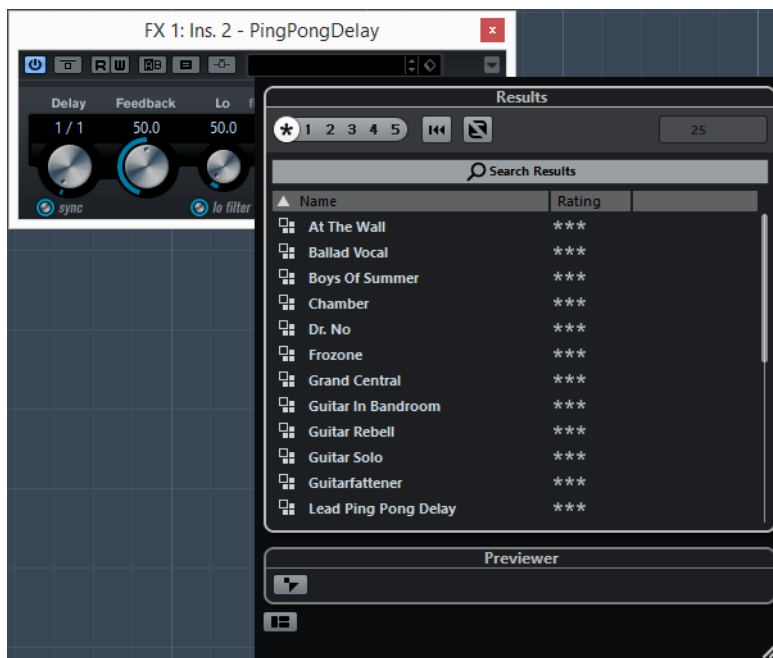 FX 1: Ins. 2 - PingPongDelay
x
R W
Delay Feedback Lo
1 / 1 50.0 50.0
sync lo filter
Results
* 1 2 3 4 5
25
Search Results
Name Rating
At The Wall ***
Ballad Vocal ***
Boys Of Summer ***
Chamber ***
Dr. No ***
Frozone ***
Grand Central ***
Guitar In Bandroom ***
Guitar Rebell ***
Guitar Solo ***
Guitarfattener ***
Lead Ping Pong Delay ***
Previewer